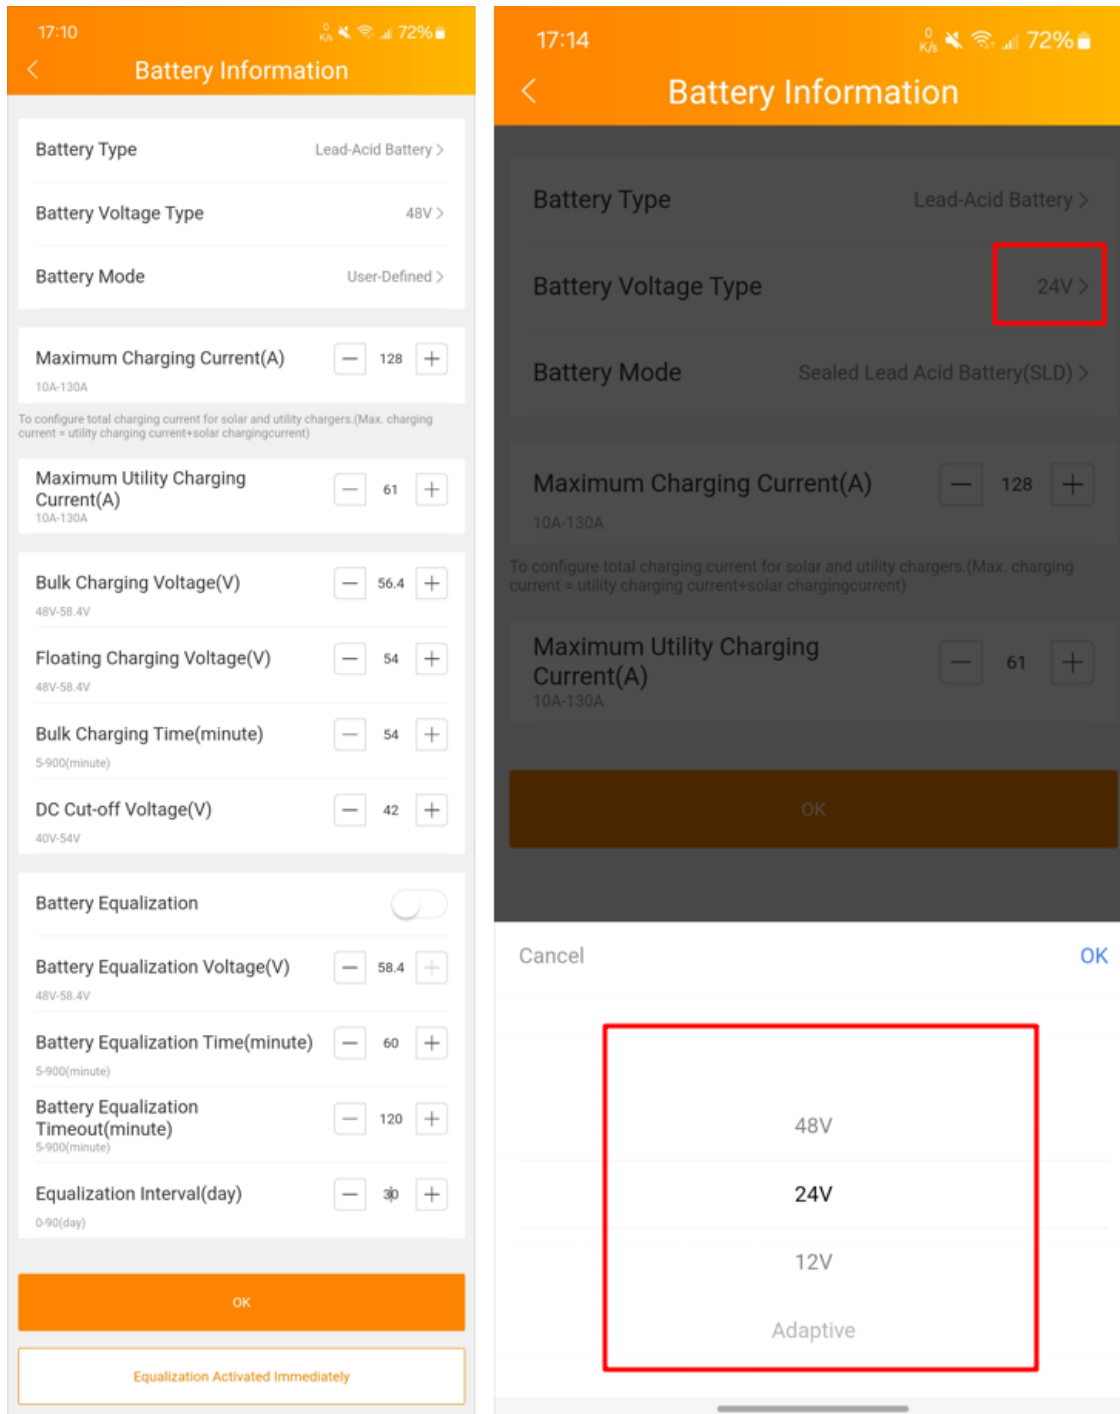 17:10
0
K/s
72%
Battery Information
Battery Type
Lead-Acid Battery >
Battery Voltage Type
48V >
Battery Mode
User-Defined >
Maximum Charging Current(A)
128
10A-130A
To configure total charging current for solar and utility chargers.(Max. charging
current = utility charging current+solar chargingcurrent)
Maximum Utility Charging
Current(A)
61
10A-130A
Bulk Charging Voltage(V)
56.4
48V-58.4V
Floating Charging Voltage(V)
54
48V-58.4V
Bulk Charging Time(minute)
54
5-900(minute)
DC Cut-off Voltage(V)
42
40V-54V
Battery Equalization
Battery Equalization Voltage(V)
58.4
48V-58.4V
Battery Equalization Time(minute)
60
5-900(minute)
Battery Equalization
Timeout(minute)
120
5-900(minute)
Equalization Interval(day)
30
0-90(day)
OK
Equalization Activated Immediately
17:14
0
K/s
72%
Battery Information
Battery Type
Lead-Acid Battery >
Battery Voltage Type
24V >
Battery Mode
Sealed Lead Acid Battery(SLD) >
Maximum Charging Current(A)
128
10A-130A
To configure total charging current for solar and utility chargers.(Max. charging
current = utility charging current+solar chargingcurrent)
Maximum Utility Charging
Current(A)
61
10A-130A
OK
Cancel
OK
48V
24V
12V
Adaptive